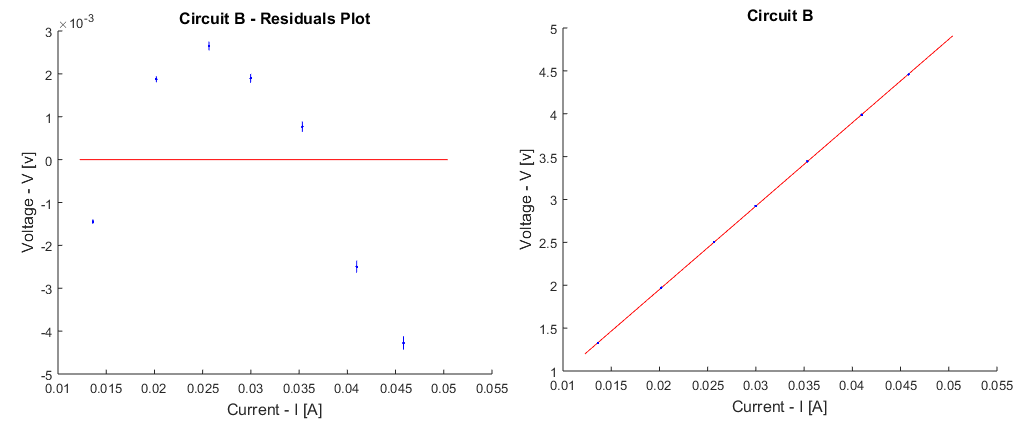 Circuit B - Residuals Plot
×10⁻³
3
2
1
0
-1
-2
-3
-4
-5
Voltage - V [v]
0.01 0.015 0.02 0.025 0.03 0.035 0.04 0.045 0.05 0.055
Current - I [A]
Circuit B
5
4.5
4
3.5
3
2.5
2
1.5
1
Voltage - V [v]
0.01 0.015 0.02 0.025 0.03 0.035 0.04 0.045 0.05 0.055
Current - I [A]